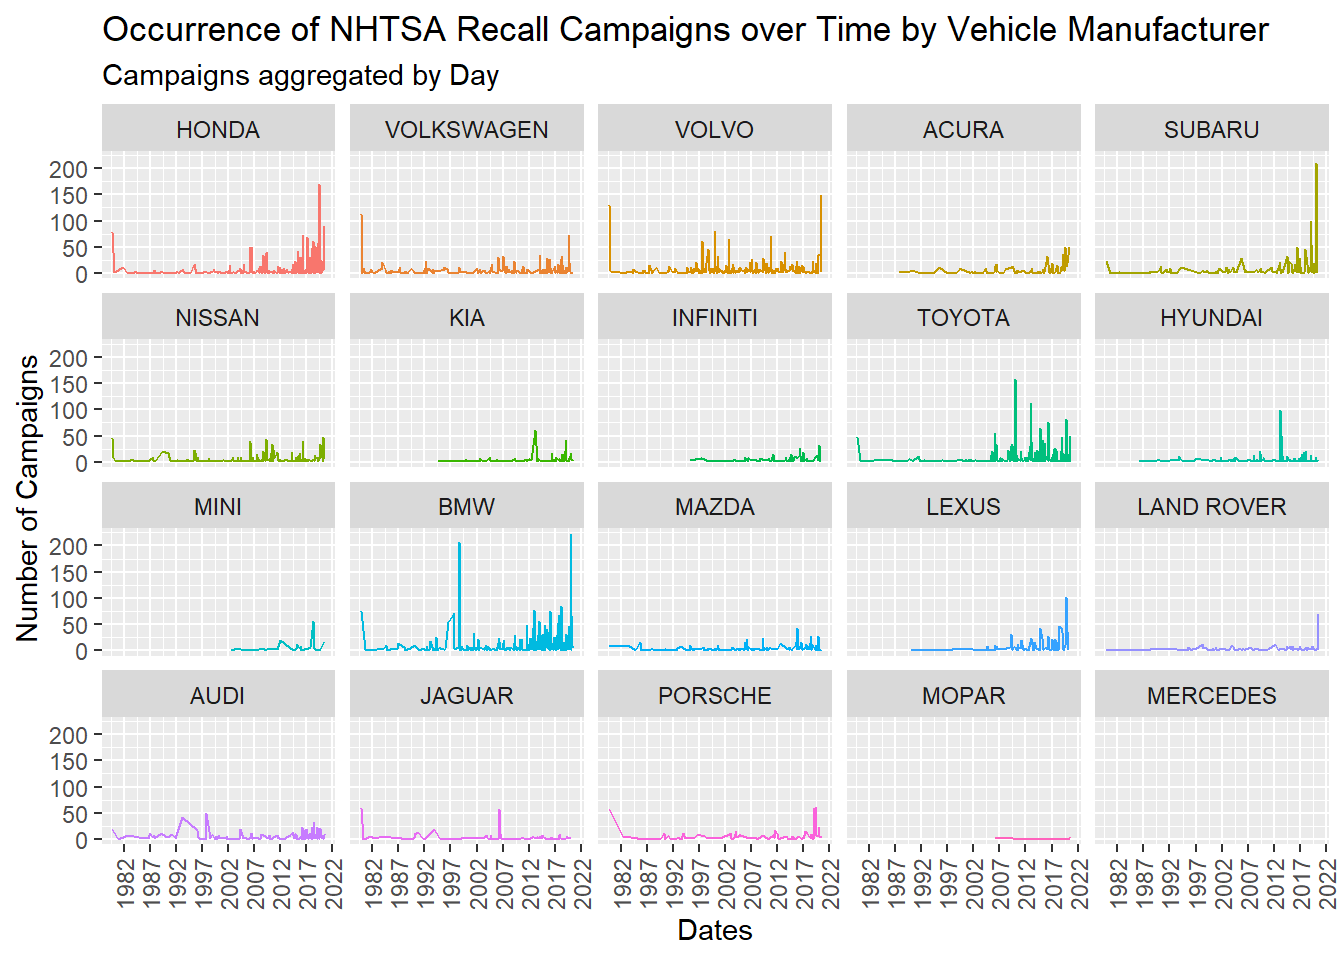 Occurrence of NHTSA Recall Campaigns over Time by Vehicle Manufacturer
Campaigns aggregated by Day
HONDA VOLKSWAGEN VOLVO ACURA SUBARU
200
150
100
50
0
NISSAN KIA INFINITI TOYOTA HYUNDAI
200
150
100
50
0
MINI BMW MAZDA LEXUS LAND ROVER
200
150
100
50
0
AUDI JAGUAR PORSCHE MOPAR MERCEDES
200
150
100
50
0
Number of Campaigns
1982 1987 1992 1997 2002 2007 2012 2017 2022 1982 1987 1992 1997 2002 2007 2012 2017 2022 1982 1987 1992 1997 2002 2007 2012 2017 2022 1982 1987 1992 1997 2002 2007 2012 2017 2022 1982 1987 1992 1997 2002 2007 2012 2017 2022
Dates